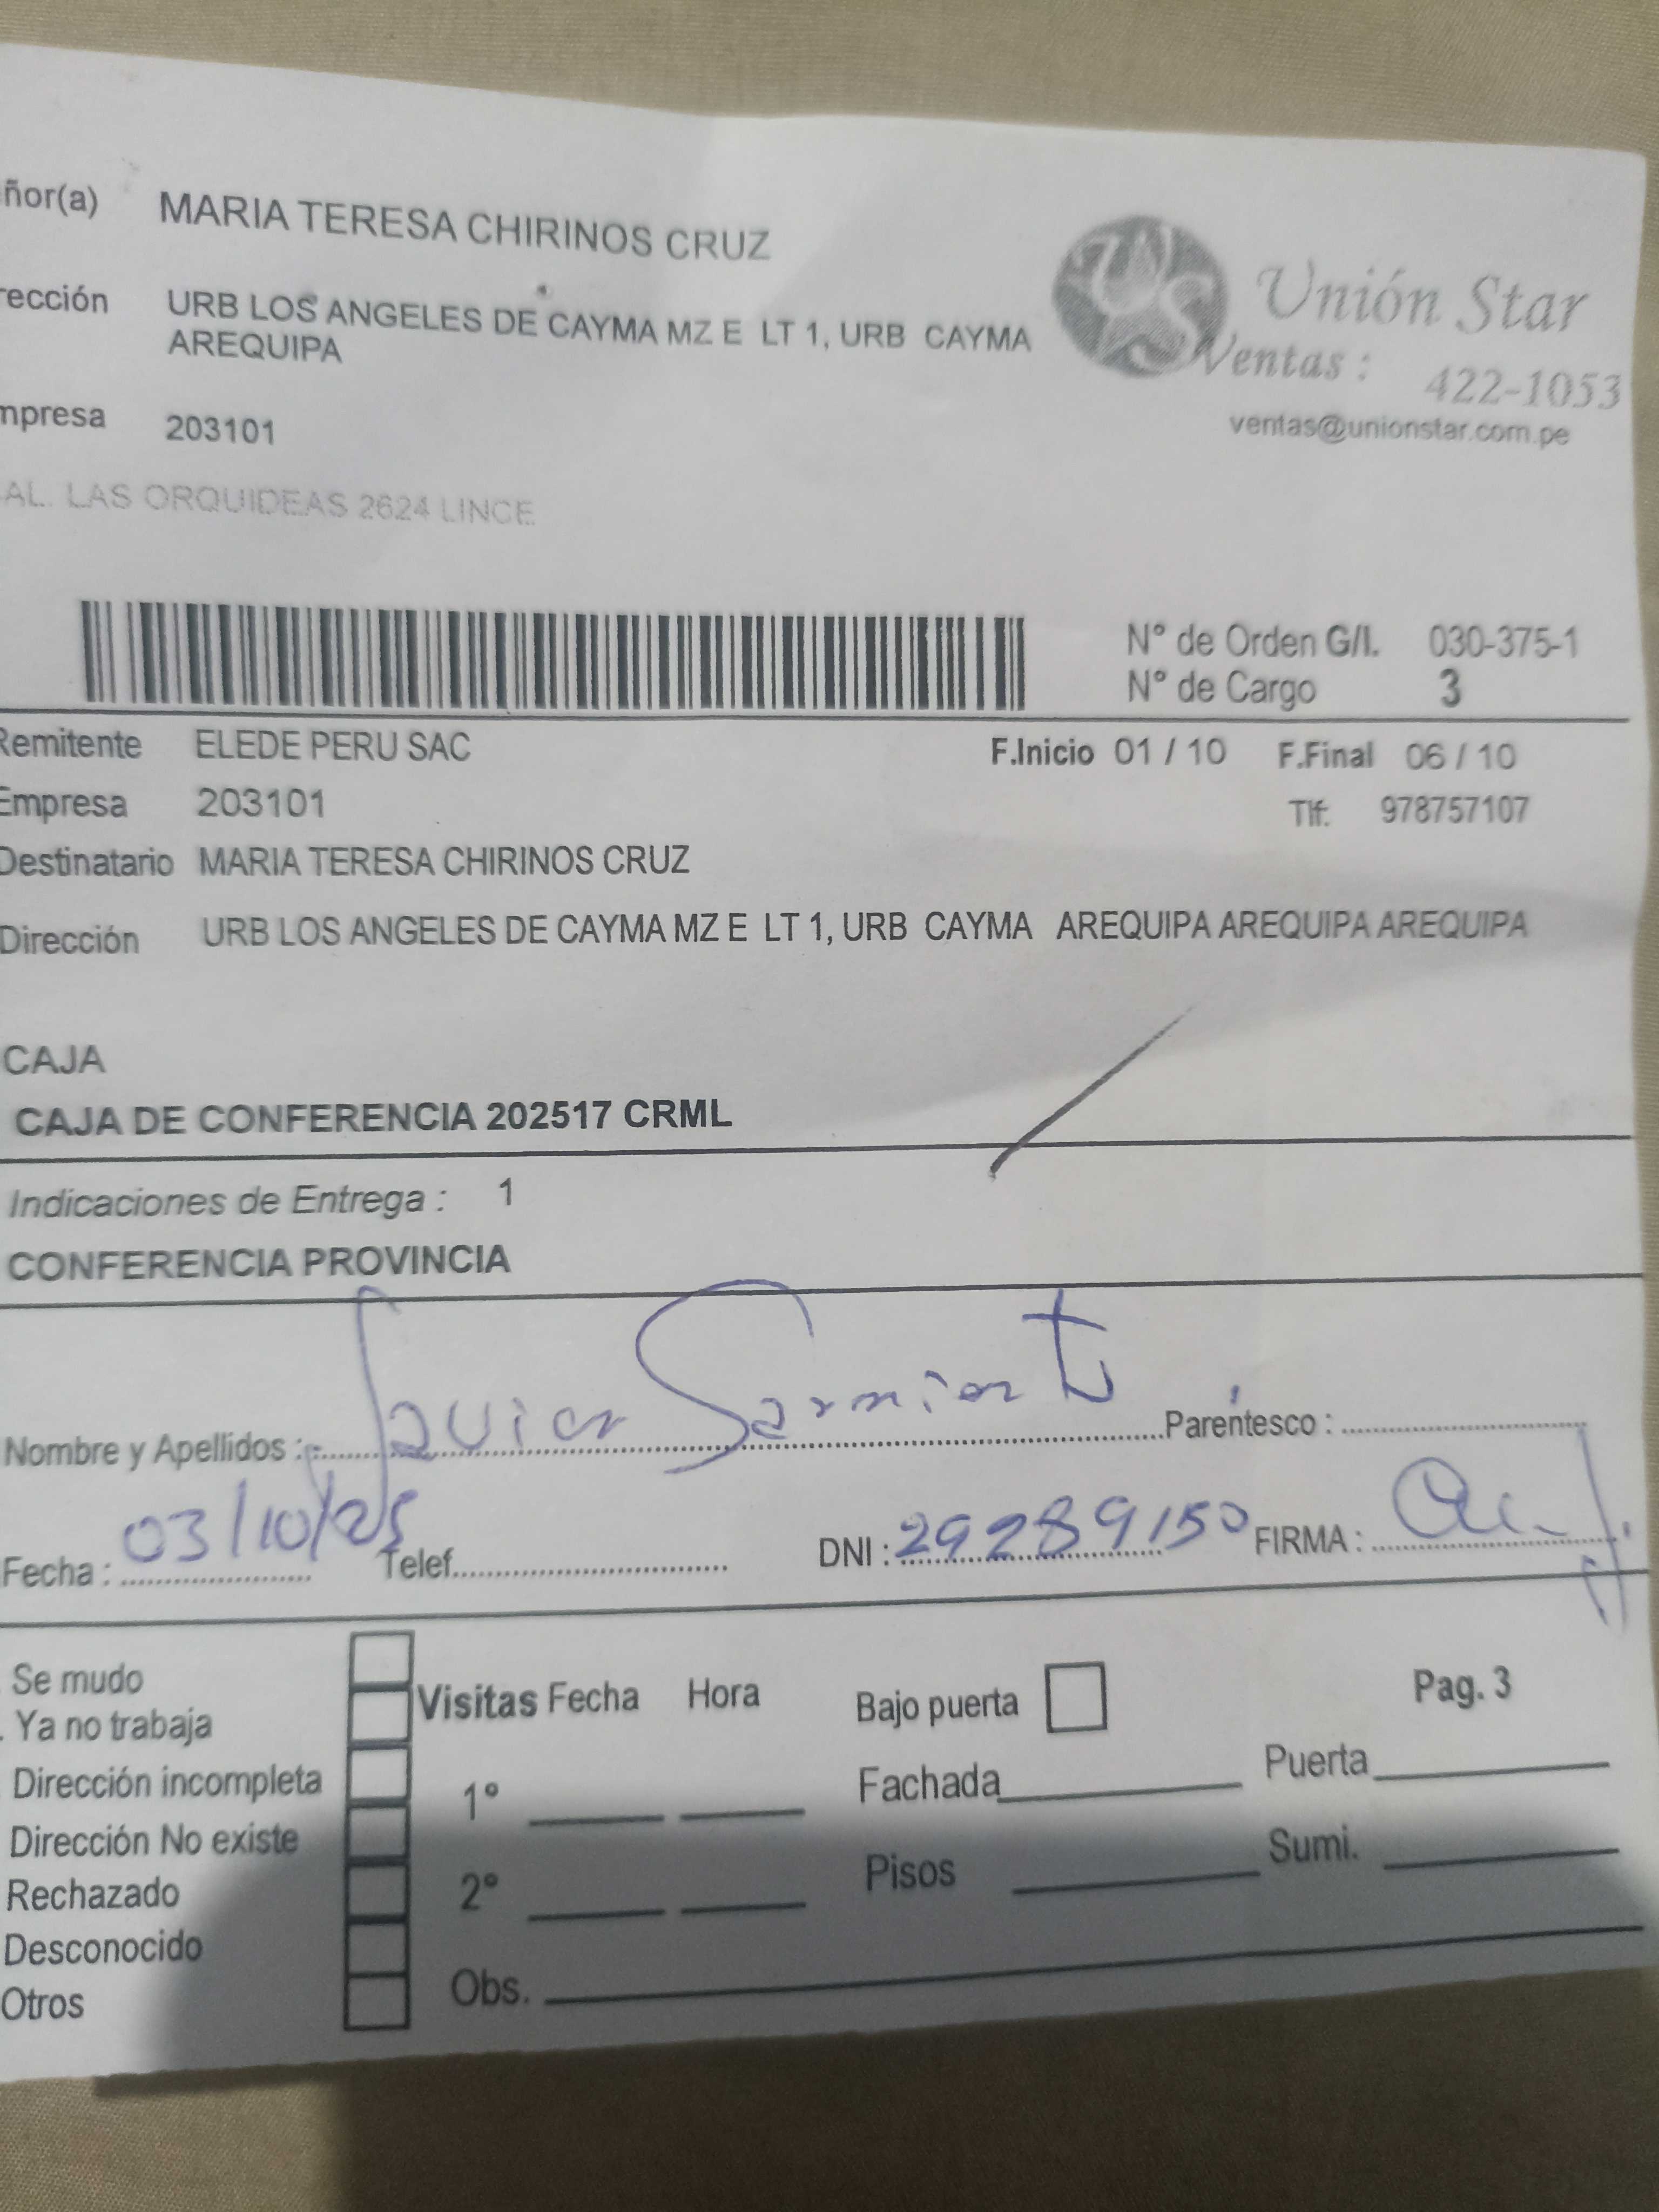 ñor(a) MARIA TERESA CHIRINOS CRUZ
rección URB LOS ANGELES DE CAYMA MZ E LT 1, URB CAYMA
AREQUIPA
Unión Star
Ventas : 422-1053
ventas@unionstar.com.pe
mpresa 203101
AL. LAS ORQUIDEAS 2624 LINCE
N° de Orden G/I. 030-375-1
N° de Cargo 3
Remitente ELEDE PERU SAC F.Inicio 01 / 10 F.Final 06 / 10
Empresa 203101 Tlf: 978757107
Destinatario MARIA TERESA CHIRINOS CRUZ
Dirección URB LOS ANGELES DE CAYMA MZ E LT 1, URB CAYMA AREQUIPA AREQUIPA AREQUIPA
CAJA
CAJA DE CONFERENCIA 202517 CRML
Indicaciones de Entrega : 1
CONFERENCIA PROVINCIA
Nombre y Apellidos : Javier Sarmiento Parentesco :
Fecha : 03/10/25 Telef. DNI : 29289150 FIRMA :
Se mudo
Ya no trabaja
Dirección incompleta
Dirección No existe
Rechazado
Desconocido
Otros
Visitas Fecha Hora
1°
2°
Obs.
Bajo puerta Pag. 3
Fachada Puerta
Pisos Sumi.